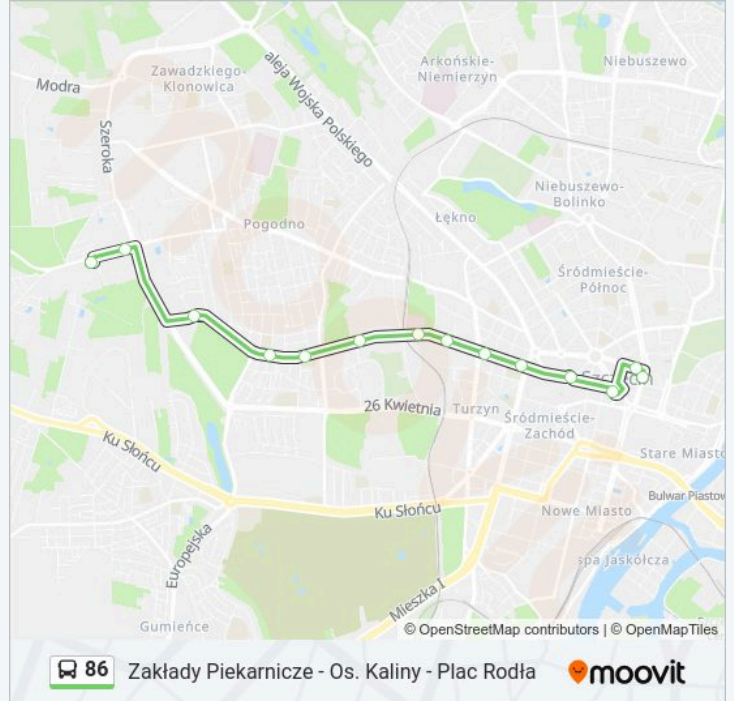 Arkońskie-
Niemierzyn
Niebuszewo
Zawadzkiego-
Klonowica
Modra
aleja Wojska Polskiego
Szeroka
Niebuszewo-
Bolinko
Łękno
Pogodno
Śródmieście-
Północ
26 Kwietnia
Turzyn
Śródmieście-
Zachód
Ku Słońcu
Stare Miasto
Bulwar Piastow
Ku Słońcu
Nowe Miasto
Europejska
spa Jaskółcza
Mieszka I
Gumieńce
© OpenStreetMap contributors | © OpenMapTiles
86 Zakłady Piekarnicze - Os. Kaliny - Plac Rodła
moovit